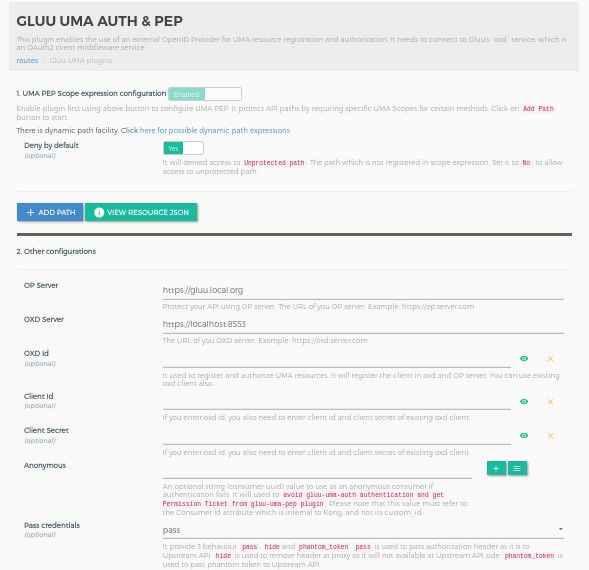 GLUU UMA AUTH & PEP
This plugin enables the use of an external OpenID Provider for UMA resource registration and authorization. It needs to connect to Gluu's `oxd` service, which is
an OAuth2 client middleware service
routes / Gluu UMA plugins
1. UMA PEP Scope expression configuration Enabled
Enable plugin first using above button to configure UMA PEP. It protect API paths by requiring specific UMA Scopes for certain methods. Click on Add Path
button to start.
There is dynamic path facility. Click here for possible dynamic path expressions
Deny by default Yes
(optional)
It will denied access to Unprotected path. The path which is not registered in scope expression. Set it to No, to allow
access to unprotected path.
+ ADD PATH VIEW RESOURCE JSON
2. Other configurations
OP Server https://gluu.local.org
Protect your API using OP server. The URL of you OP server. Example: https://op.server.com
OXD Server https://localhost:8553
The URL of you OXD server. Example: https://oxd.server.com
OXD Id
(optional)
It used to register and authorize UMA resources. it will register the client in oxd and OP server. You can use existing
oxd client also.
Client Id
(optional)
If you enter oxd id, you also need to enter client id and client secret of existing oxd client.
Client Secret
(optional)
If you enter oxd id, you also need to enter client id and client secret of existing oxd client.
Anonymous
An optional string (consumer uuid) value to use as an anonymous consumer if
authentication fails. It will used to avoid gluu-uma-auth authentication and get
Permission Ticket from gluu-uma-pep plugin. Please note that this value must refer to
the Consumer id attribute which is internal to Kong, and not its custom_id.
Pass credentials pass
(optional)
It provide 3 behaviour. pass, hide and phantom_token. pass is used to pass authorization header as it is to
Upstream API. hide is used to remove header at proxy so it will not available at Upstream API side. phantom_token is
used to pass phantom token to Upstream API.